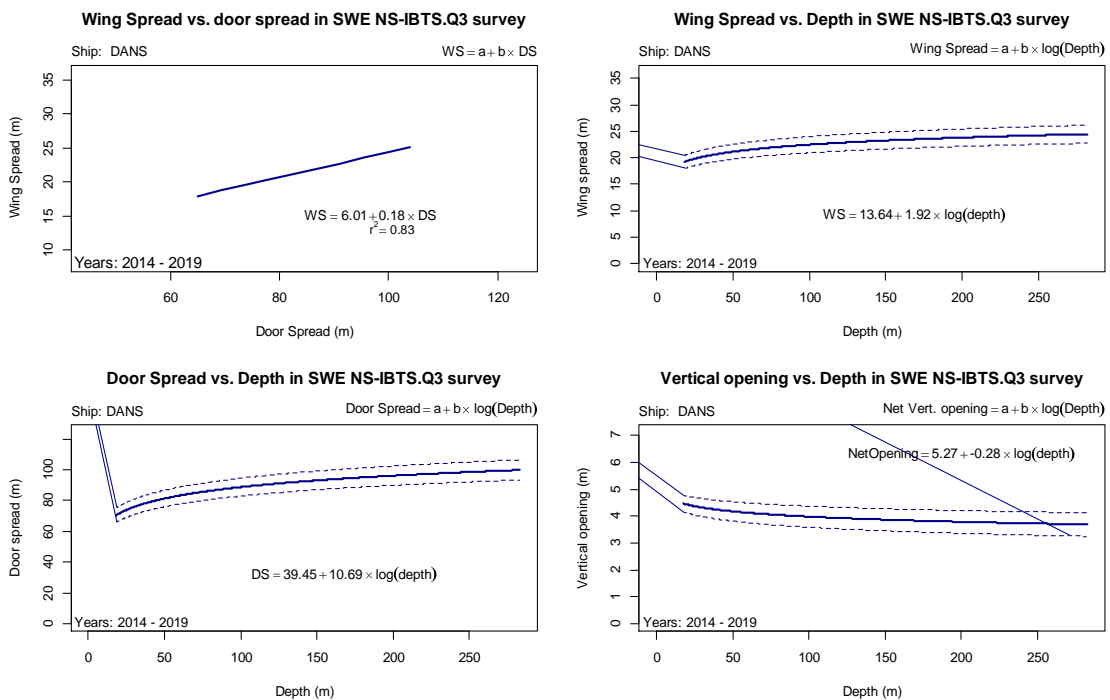 Wing Spread vs. door spread in SWE NS-IBTS.Q3 survey
Ship: DANS
WS = a + b × DS
Wing Spread (m)
35
30
25
20
15
10
WS = 6.01 + 0.18 × DS
r² = 0.83
Years: 2014 - 2019
60 80 100 120
Door Spread (m)
Wing Spread vs. Depth in SWE NS-IBTS.Q3 survey
Ship: DANS
Wing Spread = a + b × log(Depth)
Wing spread (m)
35
30
25
20
15
10
5
0
WS = 13.64 + 1.92 × log(depth)
Years: 2014 - 2019
0 50 100 150 200 250
Depth (m)
Door Spread vs. Depth in SWE NS-IBTS.Q3 survey
Ship: DANS
Door Spread = a + b × log(Depth)
Door spread (m)
100
80
60
40
20
0
DS = 39.45 + 10.69 × log(depth)
Years: 2014 - 2019
0 50 100 150 200 250
Depth (m)
Vertical opening vs. Depth in SWE NS-IBTS.Q3 survey
Ship: DANS
Net Vert. opening = a + b × log(Depth)
Vertical opening (m)
7
6
5
4
3
2
1
0
NetOpening = 5.27 + -0.28 × log(depth)
Years: 2014 - 2019
0 50 100 150 200 250
Depth (m)